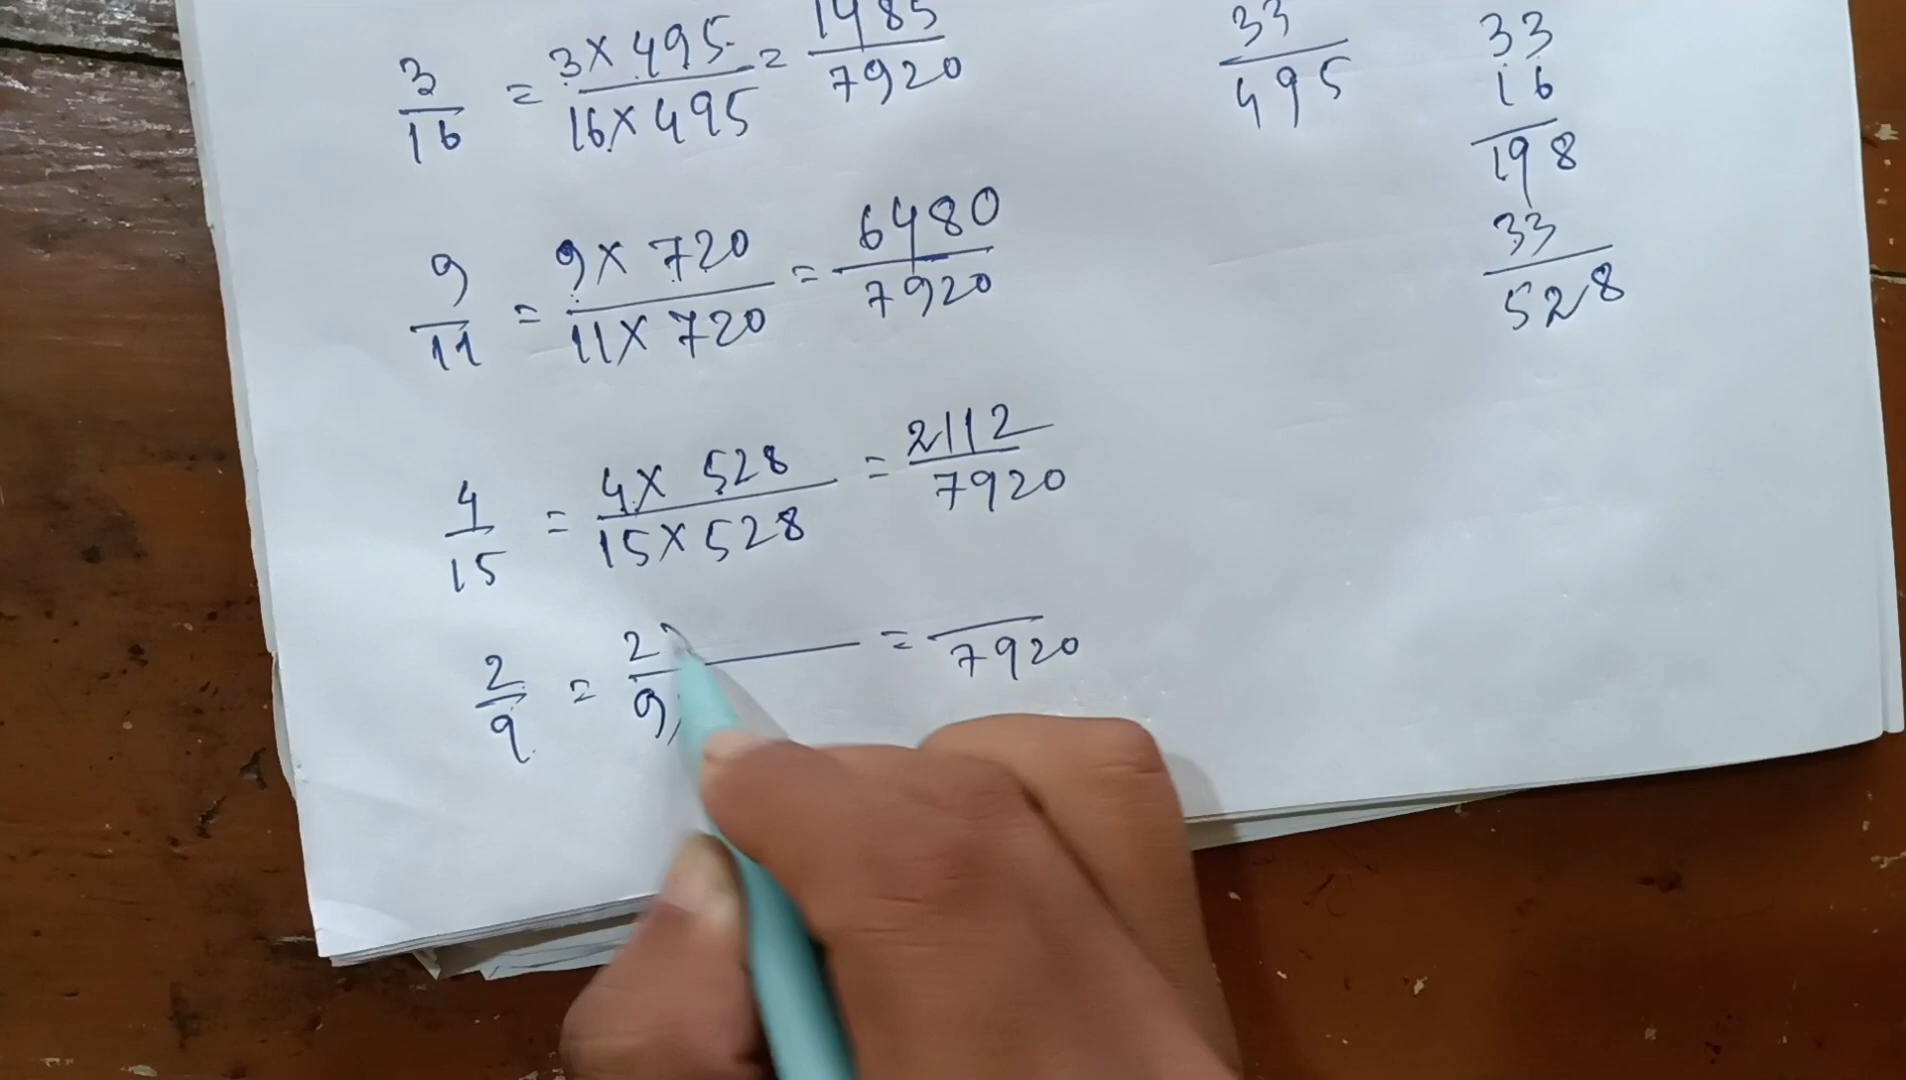 3/16 = 3×495/16×495 = 1485/7920
9/11 = 9×720/11×720 = 6480/7920
4/15 = 4×528/15×528 = 2112/7920
2/9 = 2×/9 = /7920
33
495
33
16
198
33
528